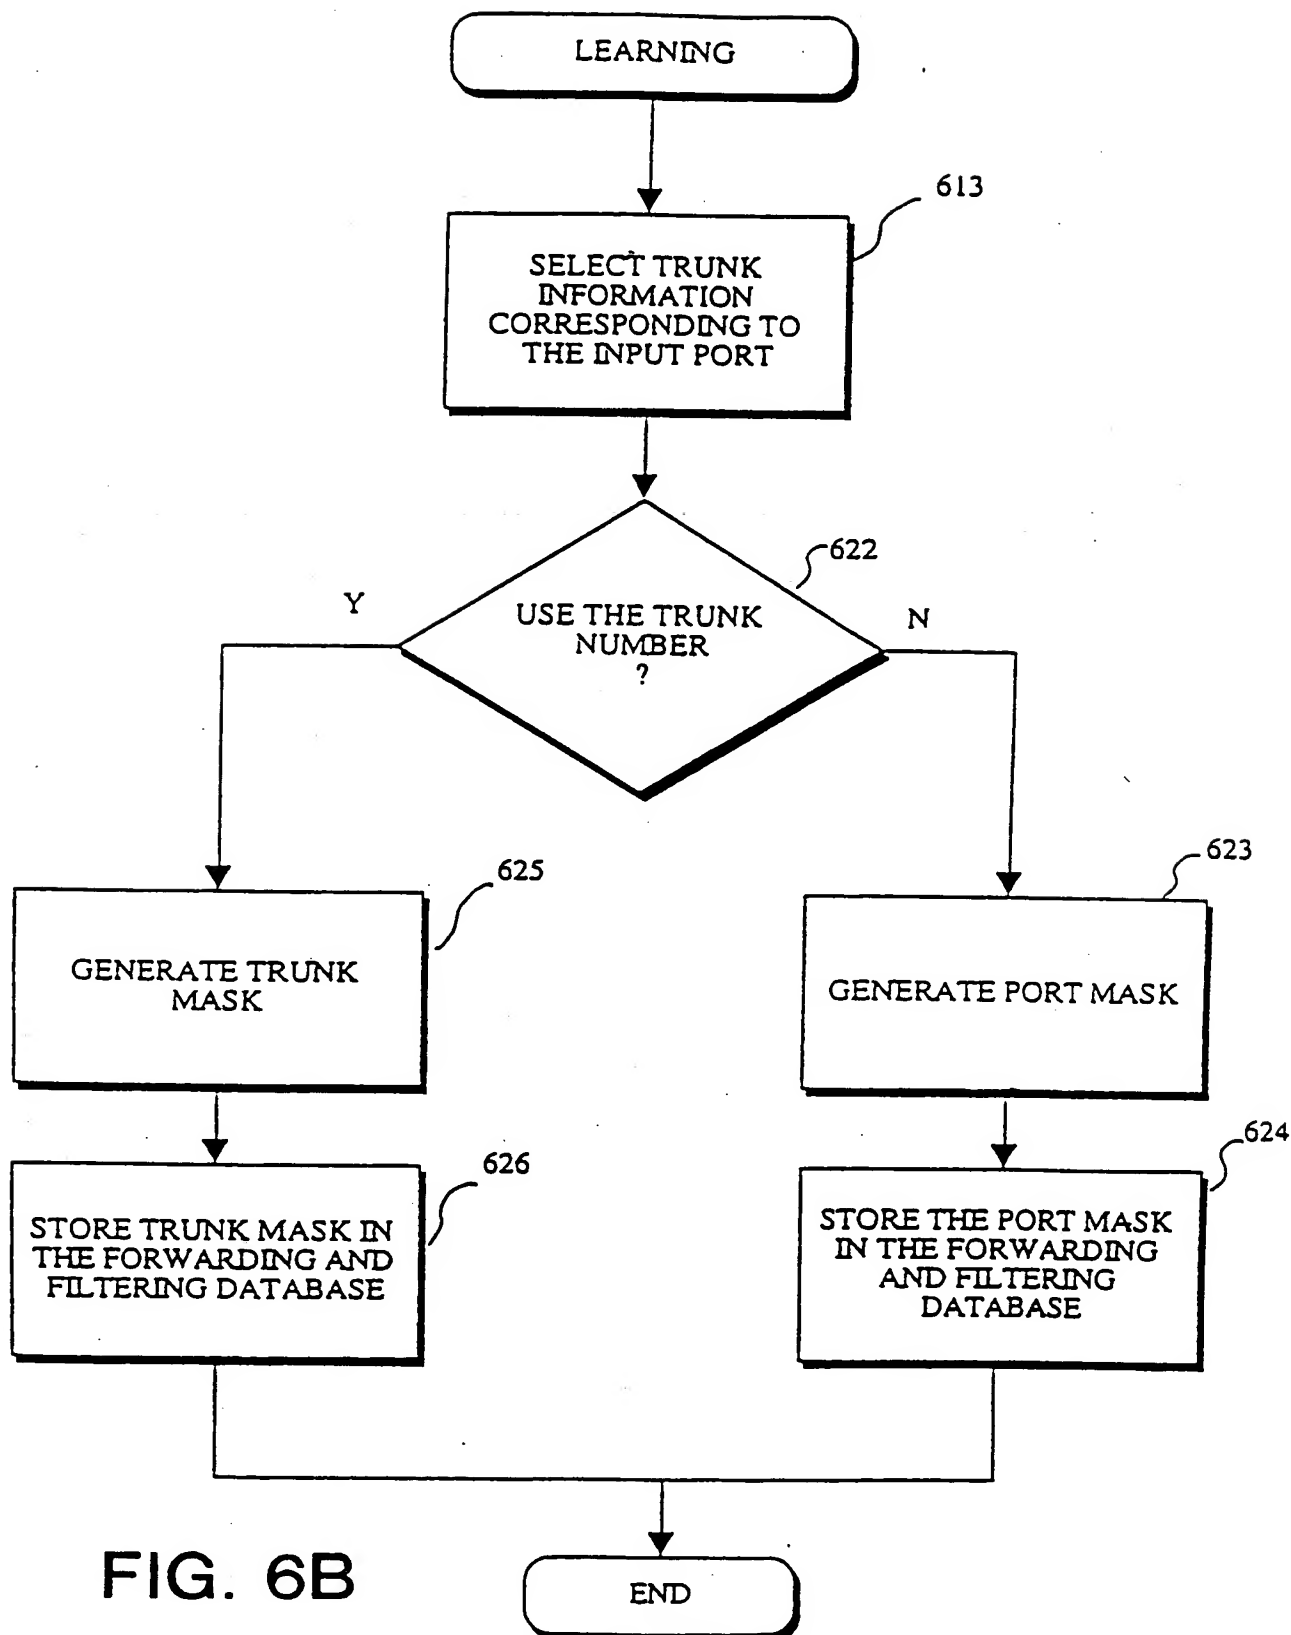 LEARNING
613
SELECT TRUNK
INFORMATION
CORRESPONDING TO
THE INPUT PORT
622
Y
USE THE TRUNK
NUMBER
?
N
625
623
GENERATE TRUNK
MASK
GENERATE PORT MASK
626
624
STORE TRUNK MASK IN
THE FORWARDING AND
FILTERING DATABASE
STORE THE PORT MASK
IN THE FORWARDING
AND FILTERING
DATABASE
FIG. 6B
END